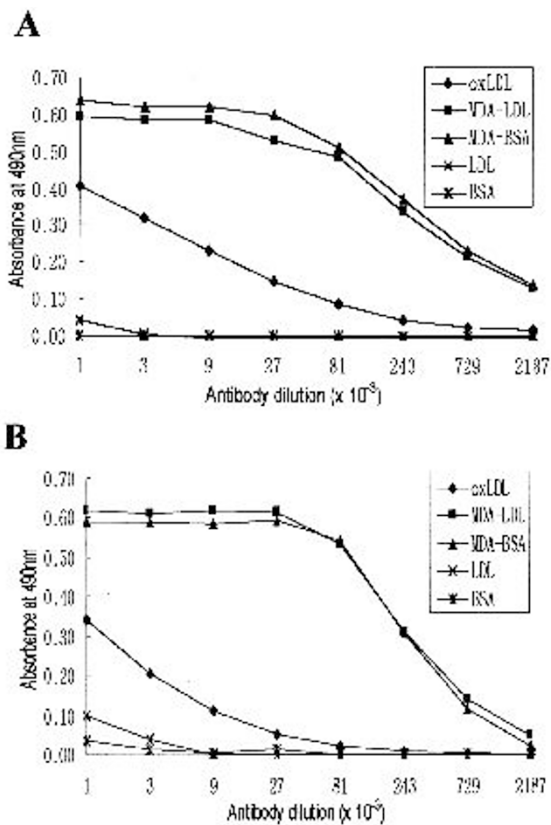 A
0.70
0.60
0.50
0.40
0.30
0.20
0.10
0.00
Absorbance at 490nm
oxLDL
MDA-LDL
MDA-BSA
LDL
BSA
1 3 9 27 81 243 729 2187
Antibody dilution (x 10⁻³)
B
0.70
0.60
0.50
0.40
0.30
0.20
0.10
0.00
Absorbance at 490nm
oxLDL
MDA-LDL
MDA-BSA
LDL
BSA
1 3 9 27 81 243 729 2187
Antibody dilution (x 10⁻³)